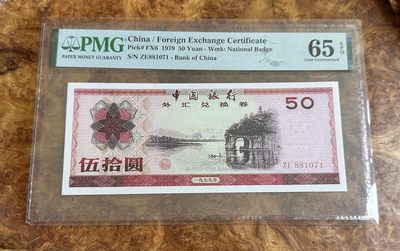 PMG
PAPER MONEY GUARANTY
China / Foreign Exchange Certificate
Pick# FX6 1979 50 Yuan - Wmk: National Badge
S/N ZE881071 - Bank of China
65 EPQ
Gem Uncirculated
中國銀行
外汇兑换券
50
伍拾圆
ZE 881071
一九七九年